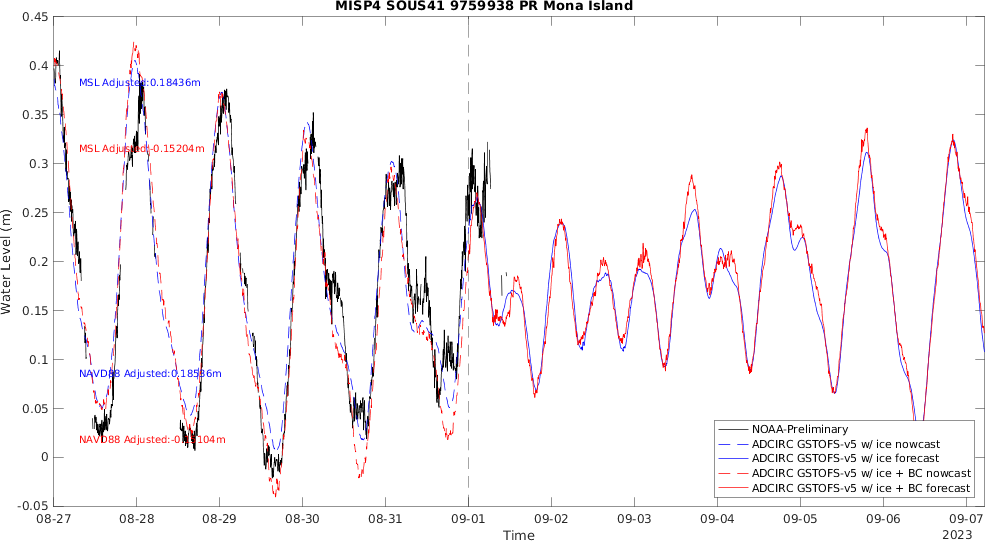 MISP4 SOUS41 9759938 PR Mona Island
0.45
0.4
0.35
0.3
0.25
0.2
0.15
0.1
0.05
0
-0.05
Water Level (m)
MSL Adjusted:0.18436m
MSL Adjusted:-0.15204m
NAVD88 Adjusted:0.18536m
NAVD88 Adjusted:
08-27
08-28
08-29
08-30
08-31
09-01
09-02
09-03
09-04
09-05
09-06
09-07
Time
2023
NOAA-Preliminary
ADCIRC GSTOFS-v5 w/ ice nowcast
ADCIRC GSTOFS-v5 w/ ice forecast
ADCIRC GSTOFS-v5 w/ ice + BC nowcast
ADCIRC GSTOFS-v5 w/ ice + BC forecast